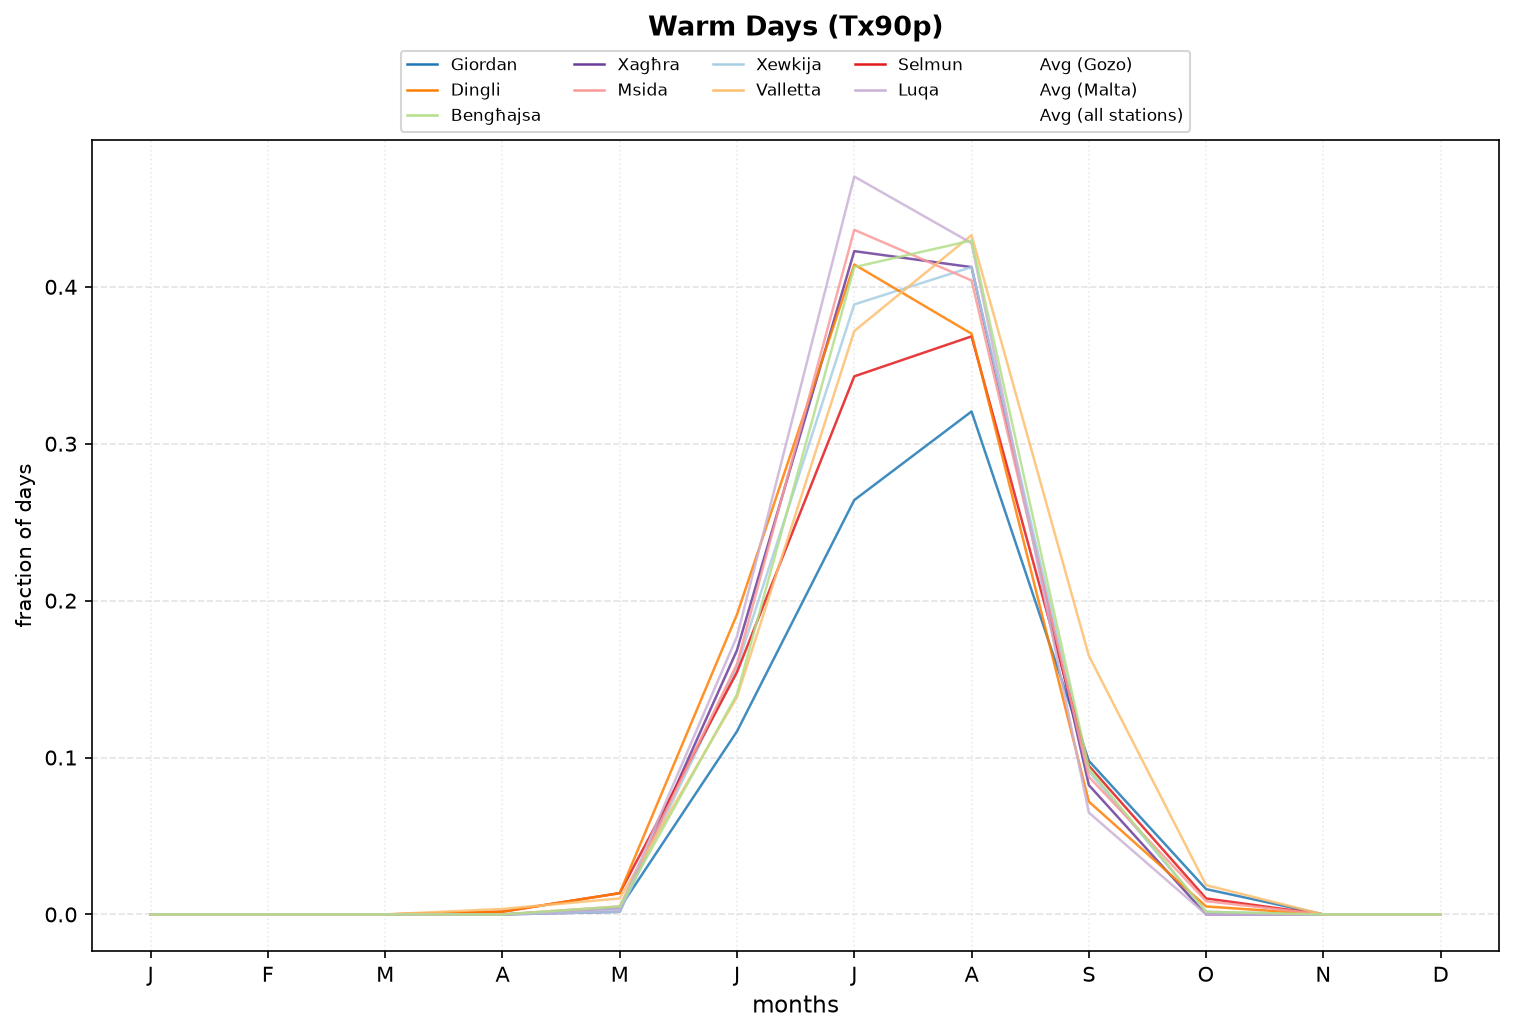 Warm Days (Tx90p)
Giordan Xagħra Xewkija Selmun Avg (Gozo)
Dingli Msida Valletta Luqa Avg (Malta)
Bengħajsa Avg (all stations)
0.4
0.3
0.2
0.1
0.0
fraction of days
J F M A M J J A S O N D
months